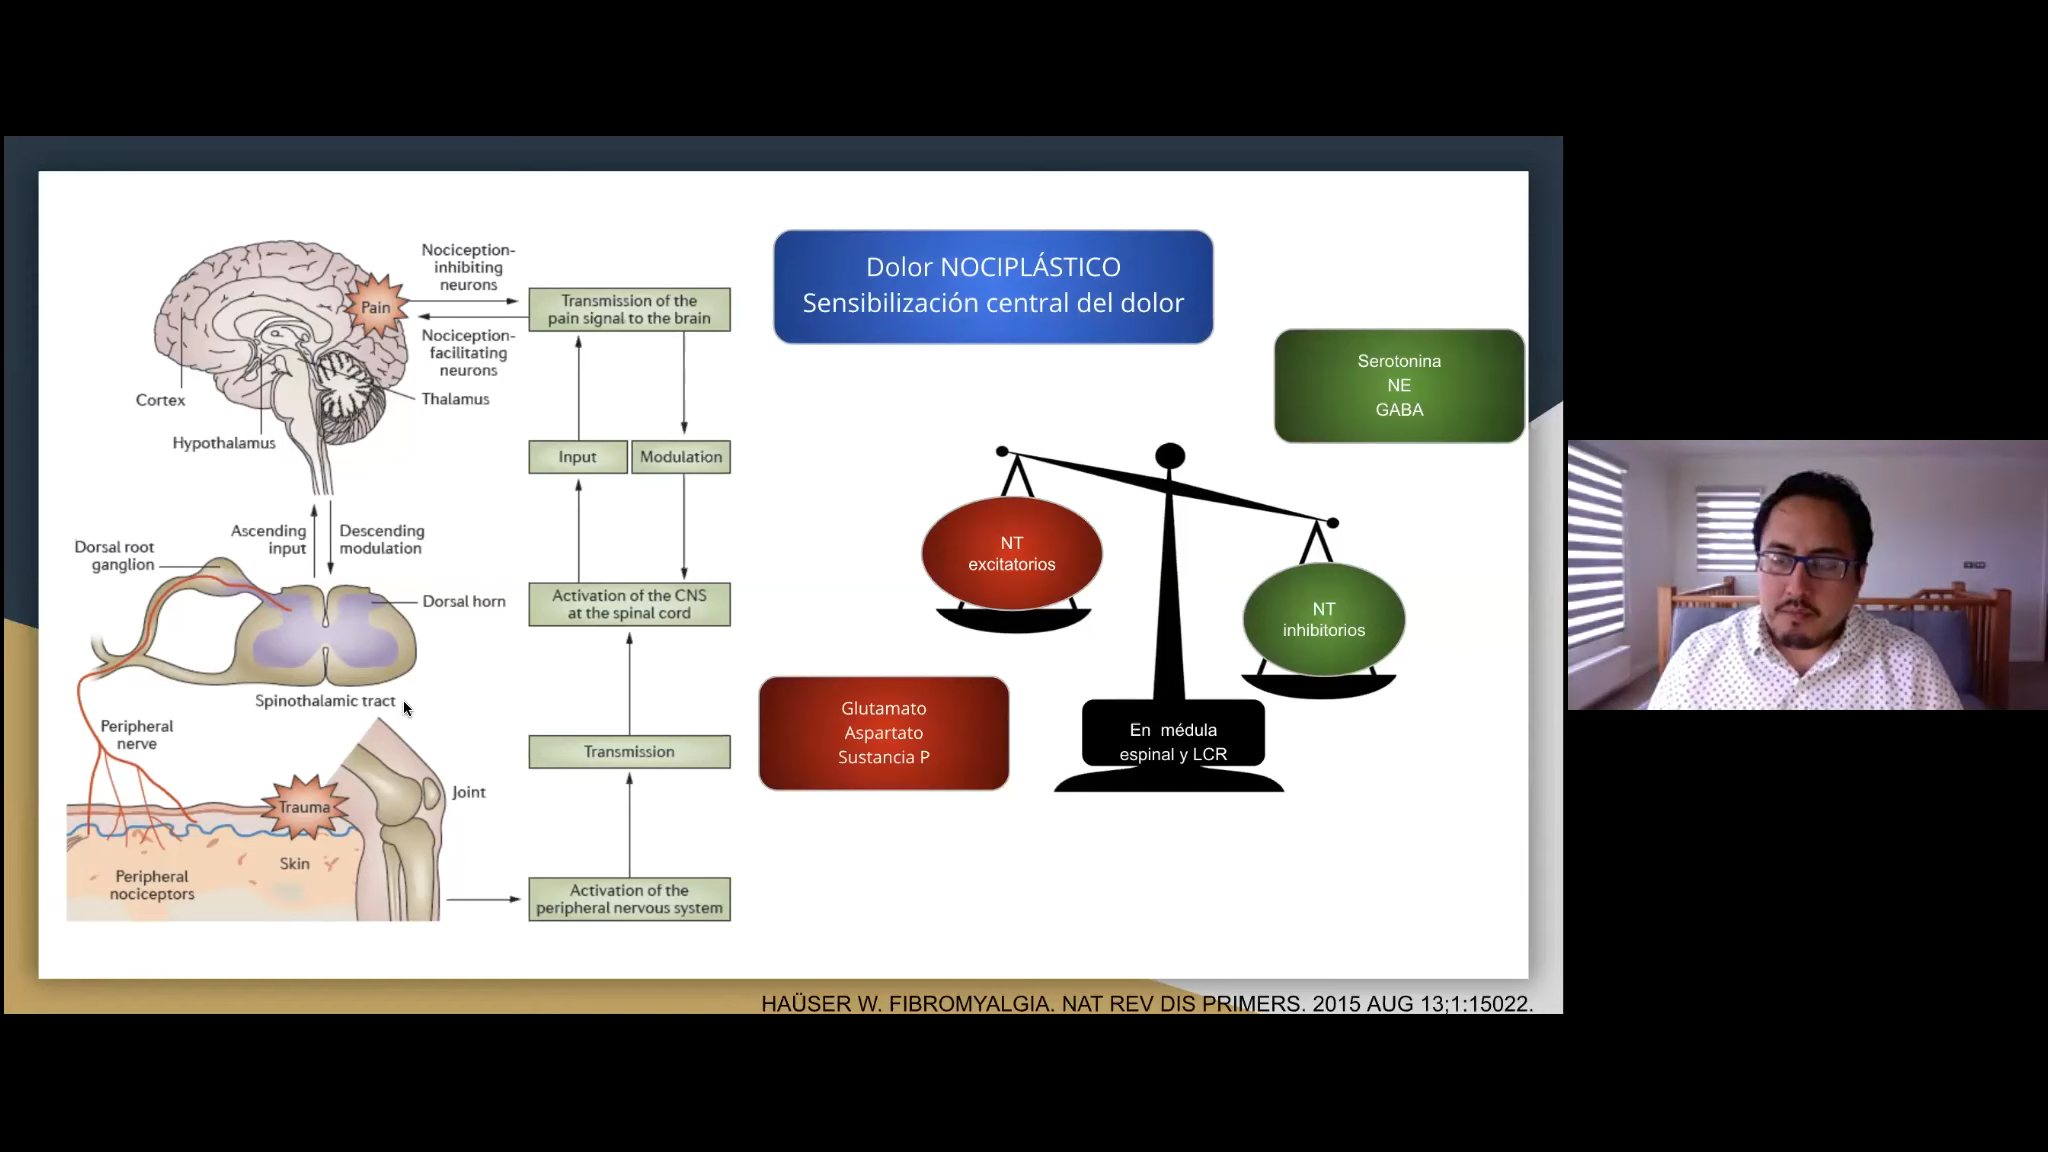 Nociception-
inhibiting
neurons
Pain
Nociception-
facilitating
neurons
Cortex
Thalamus
Hypothalamus
Ascending
input
Descending
modulation
Dorsal root
ganglion
Dorsal horn
Spinothalamic tract
Peripheral
nerve
Trauma
Joint
Skin
Peripheral
nociceptors
Transmission of the
pain signal to the brain
Input
Modulation
Activation of the CNS
at the spinal cord
Transmission
Activation of the
peripheral nervous system
Dolor NOCIPLÁSTICO
Sensibilización central del dolor
Serotonina
NE
GABA
NT
excitatorios
NT
inhibitorios
Glutamato
Aspartato
Sustancia P
En médula
espinal y LCR
HAÜSER W. FIBROMYALGIA. NAT REV DIS PRIMERS. 2015 AUG 13;1:15022.